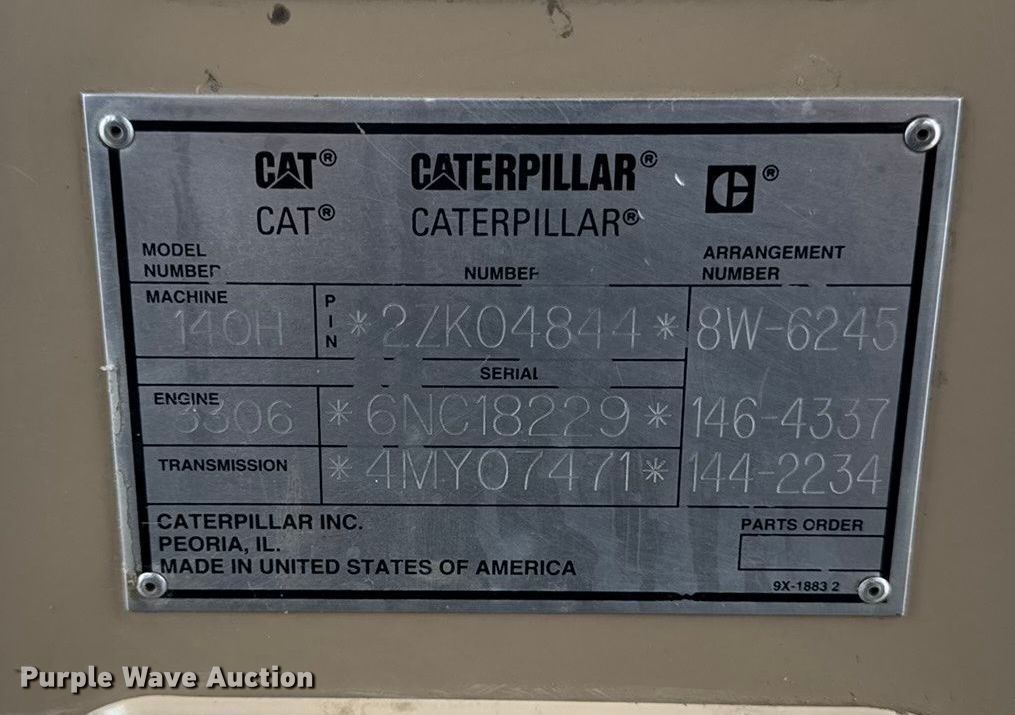 CAT® CATERPILLAR® C®
CAT® CATERPILLAR®
MODEL NUMBER NUMBER ARRANGEMENT NUMBER
MACHINE 140H PIN *2ZK04844* 8W-6245
SERIAL
ENGINE 3306 *6NC18229* 146-4337
TRANSMISSION *4MY07471* 144-2234
CATERPILLAR INC. PARTS ORDER
PEORIA, IL.
MADE IN UNITED STATES OF AMERICA
9X-1883 2
Purple Wave Auction